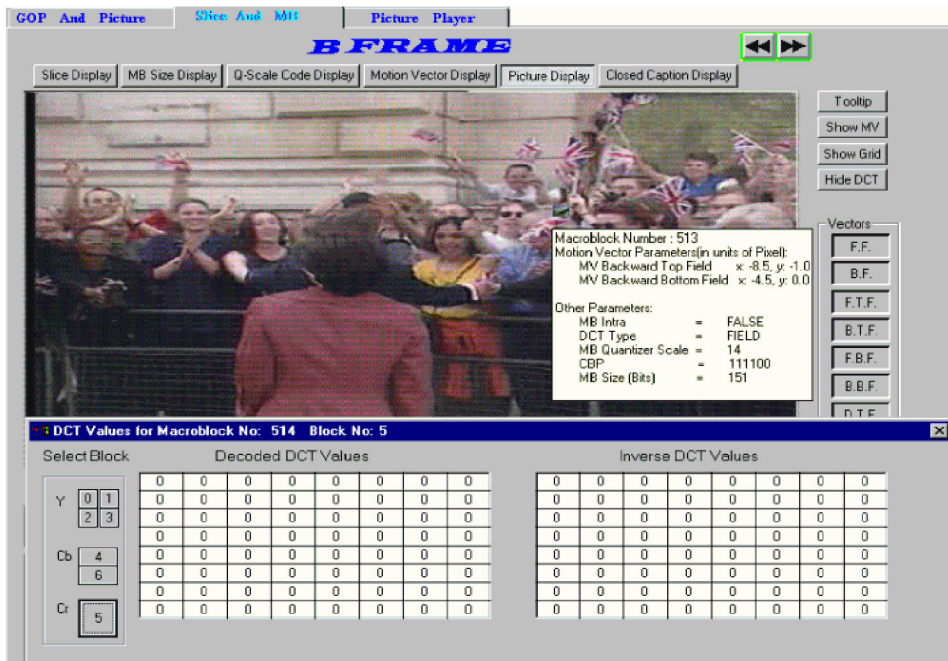 GOP And Picture Slice And MB Picture Player
B FRAME
Slice Display MB Size Display Q-Scale Code Display Motion Vector Display Picture Display Closed Caption Display
Tooltip
Show MV
Show Grid
Hide DCT
Vectors
F.F.
B.F.
F.T.F.
B.T.F.
F.B.F.
B.B.F.
D.T.F.
Macroblock Number : 513
Motion Vector Parameters(in units of Pixel):
MV Backward Top Field x: -8.5, y: -1.0
MV Backward Bottom Field x: -4.5, y: 0.0
Other Parameters:
MB Intra = FALSE
DCT Type = FIELD
MB Quantizer Scale = 14
CBP = 111100
MB Size (Bits) = 151
DCT Values for Macroblock No: 514 Block No: 5
Select Block Decoded DCT Values Inverse DCT Values
Y 0 1
2 3
Cb 4
6
Cr 5
0 0 0 0 0 0 0 0 0 0 0 0 0 0 0 0
0 0 0 0 0 0 0 0 0 0 0 0 0 0 0 0
0 0 0 0 0 0 0 0 0 0 0 0 0 0 0 0
0 0 0 0 0 0 0 0 0 0 0 0 0 0 0 0
0 0 0 0 0 0 0 0 0 0 0 0 0 0 0 0
0 0 0 0 0 0 0 0 0 0 0 0 0 0 0 0
0 0 0 0 0 0 0 0 0 0 0 0 0 0 0 0
0 0 0 0 0 0 0 0 0 0 0 0 0 0 0 0